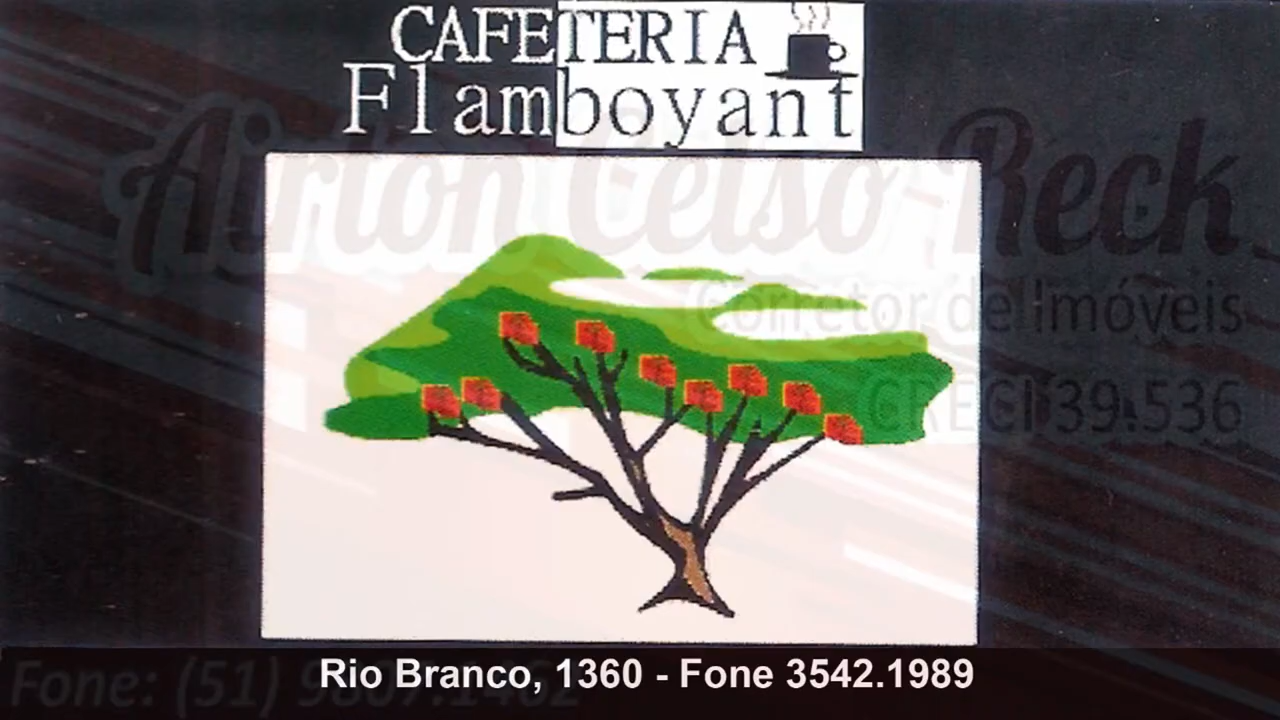 CAFETERIA
Flamboyant
Airton Celso Reck
Corretor de Imóveis
CRECI 39.536
Rio Branco, 1360 - Fone 3542.1989
Fone: (51)